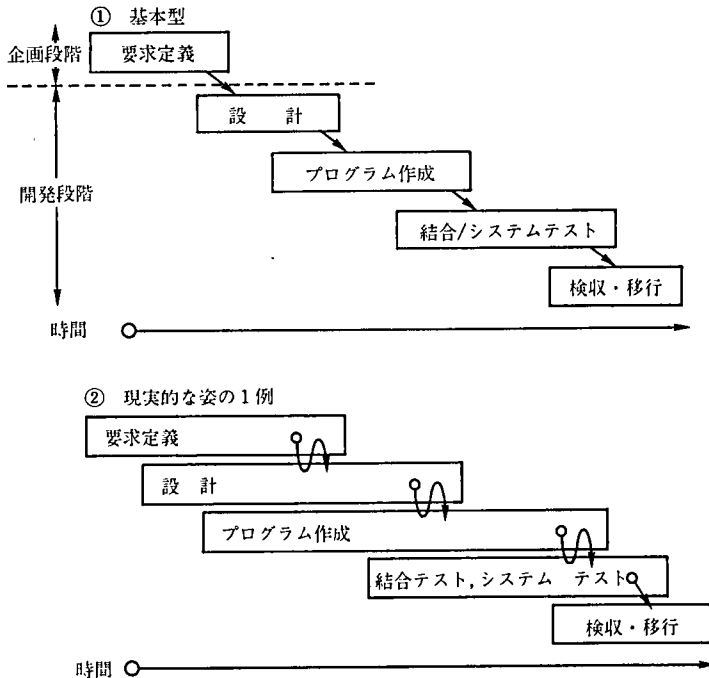 ① 基本型
企画段階
要求定義
設 計
プログラム作成
開発段階
結合/システムテスト
検収・移行
時間
② 現実的な姿の1例
要求定義
設 計
プログラム作成
結合テスト,システム テスト
検収・移行
時間